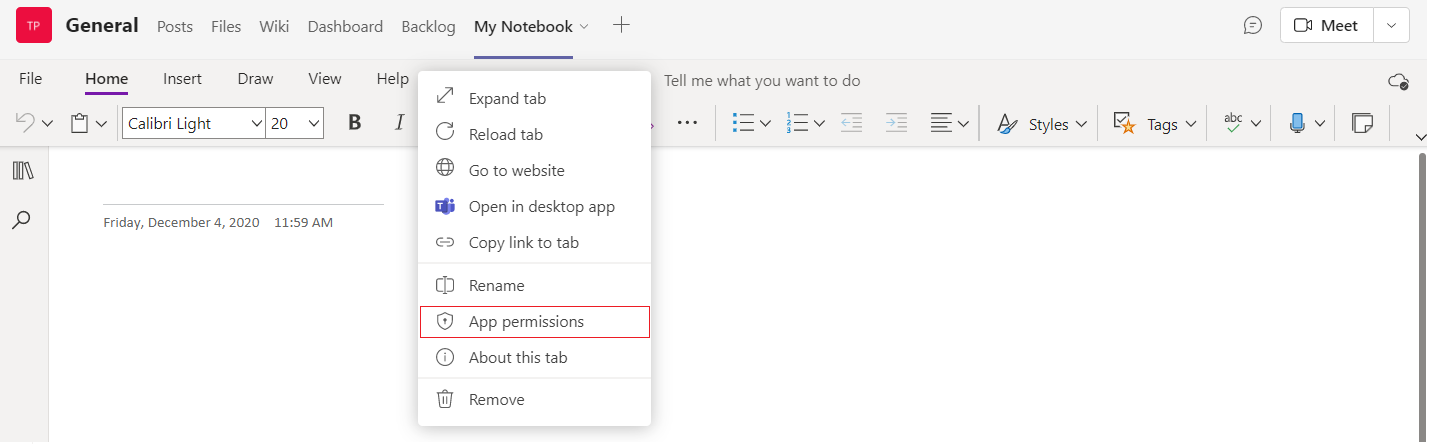 TP General Posts Files Wiki Dashboard Backlog My Notebook Meet
File Home Insert Draw View Help Tell me what you want to do
Calibri Light 20 B I Styles Tags abc
1
2
3
Friday, December 4, 2020 11:59 AM
Expand tab
Reload tab
Go to website
Open in desktop app
Copy link to tab
Rename
App permissions
About this tab
Remove